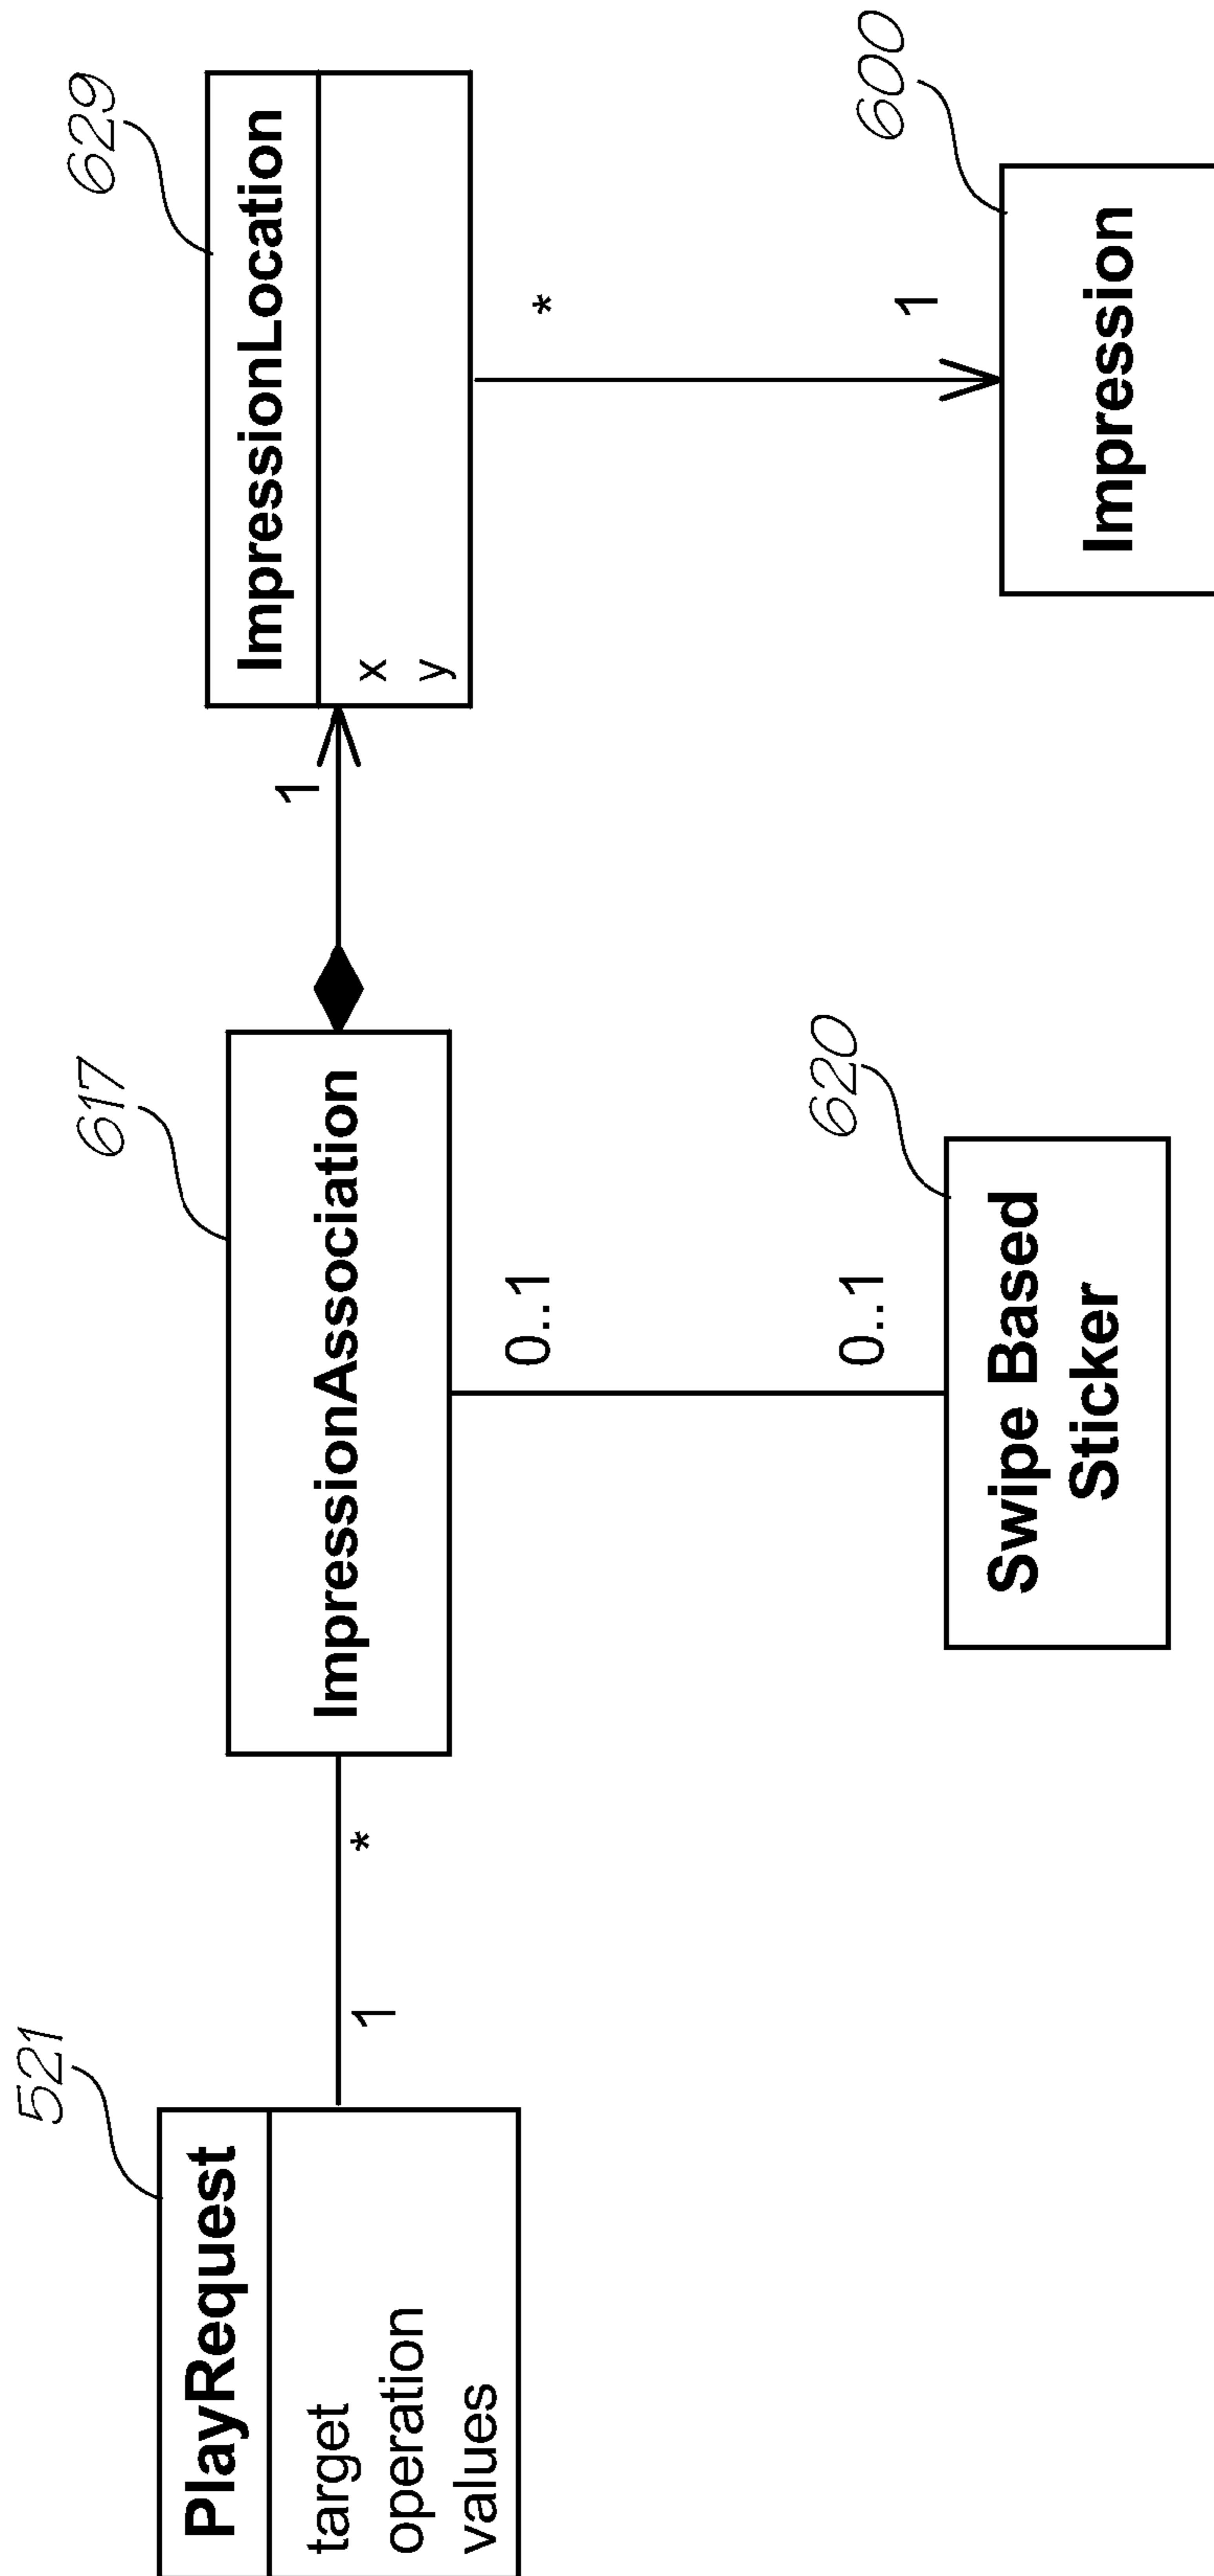 521
PlayRequest
target
operation
values
1
*
617
ImpressionAssociation
1
629
ImpressionLocation
x
y
0..1
0..1
620
Swipe Based
Sticker
*
1
600
Impression